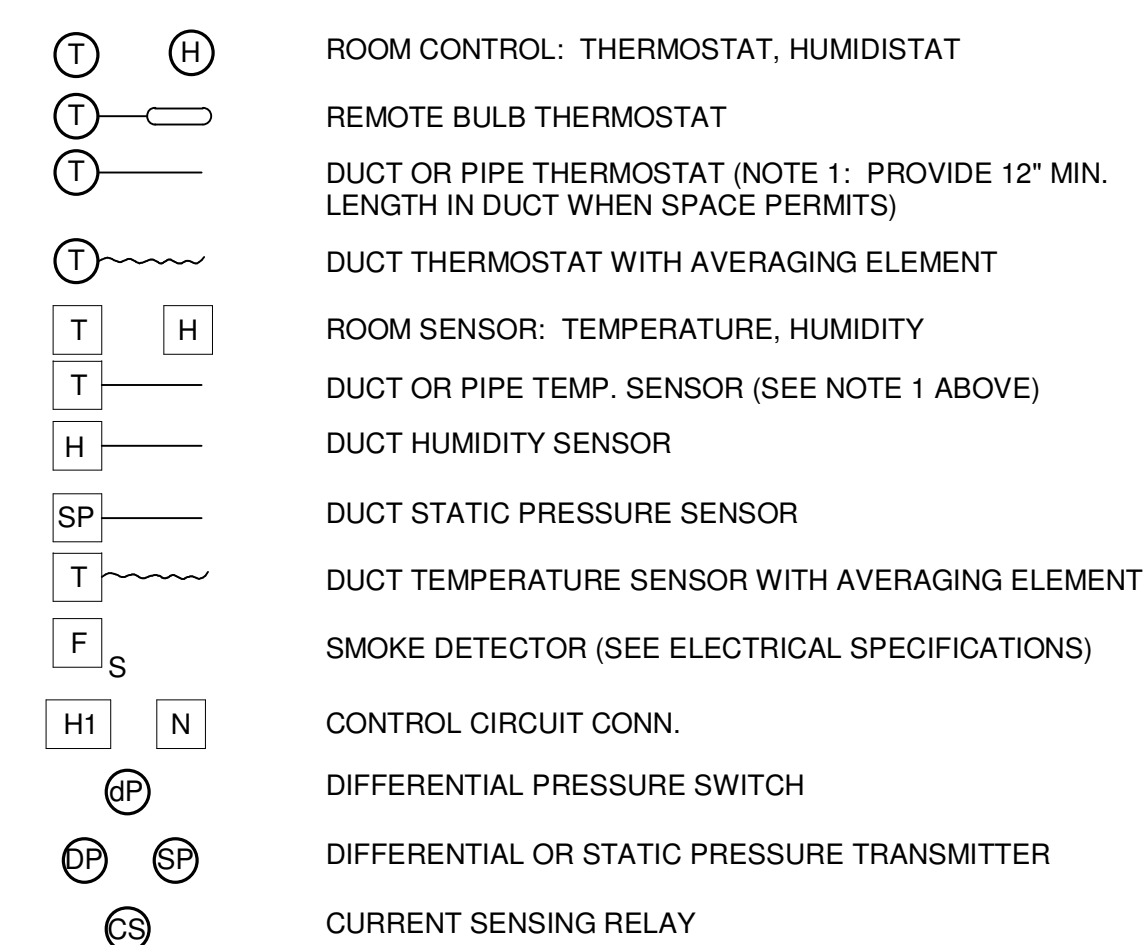 T H ROOM CONTROL: THERMOSTAT, HUMIDISTAT
T REMOTE BULB THERMOSTAT
T DUCT OR PIPE THERMOSTAT (NOTE 1: PROVIDE 12" MIN.
LENGTH IN DUCT WHEN SPACE PERMITS)
T DUCT THERMOSTAT WITH AVERAGING ELEMENT
T H ROOM SENSOR: TEMPERATURE, HUMIDITY
T DUCT OR PIPE TEMP. SENSOR (SEE NOTE 1 ABOVE)
H DUCT HUMIDITY SENSOR
SP DUCT STATIC PRESSURE SENSOR
T DUCT TEMPERATURE SENSOR WITH AVERAGING ELEMENT
F S SMOKE DETECTOR (SEE ELECTRICAL SPECIFICATIONS)
H1 N CONTROL CIRCUIT CONN.
dP DIFFERENTIAL PRESSURE SWITCH
DP SP DIFFERENTIAL OR STATIC PRESSURE TRANSMITTER
CS CURRENT SENSING RELAY